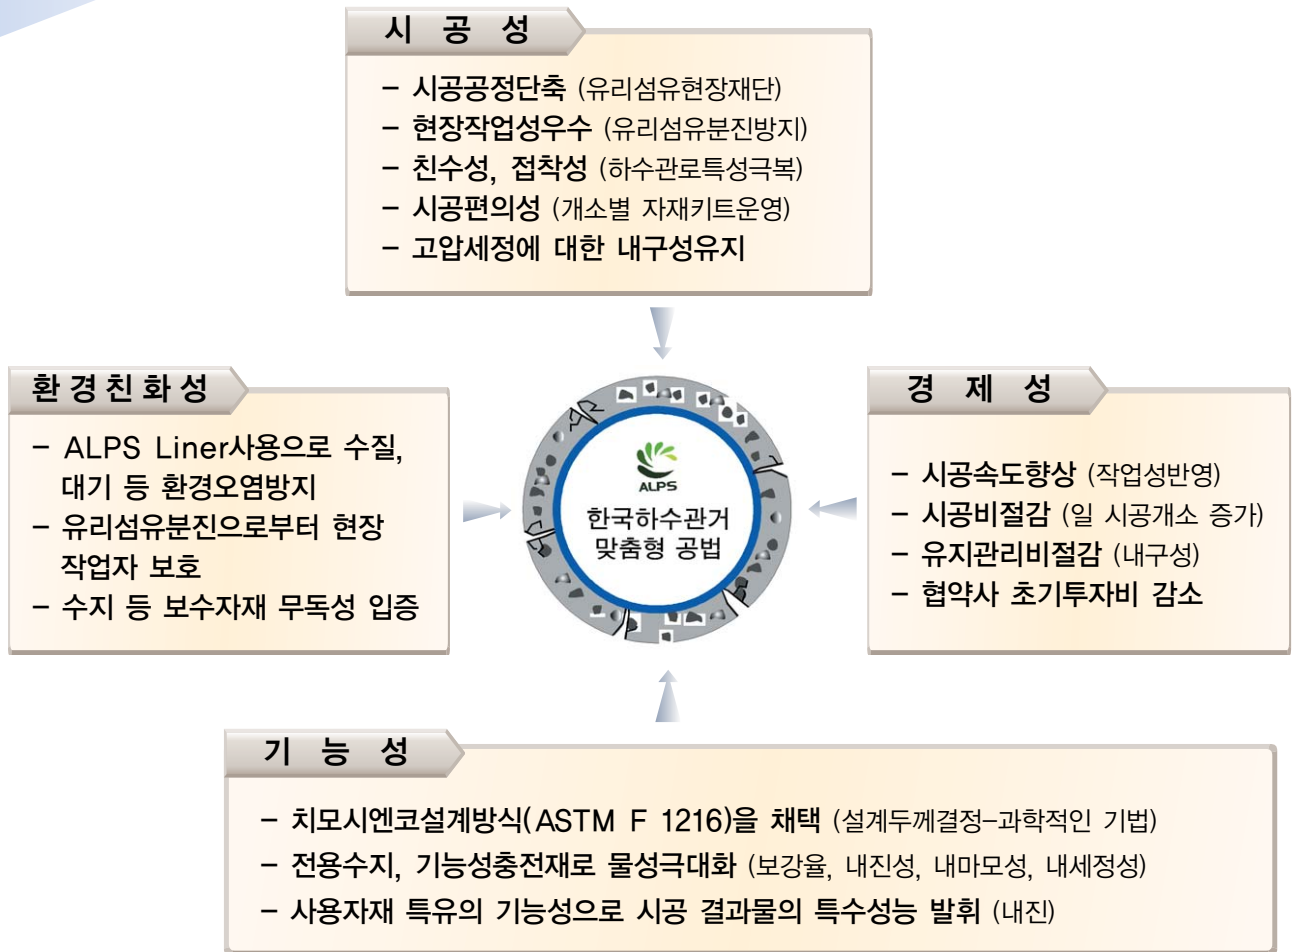 시 공 성
– 시공공정단축 (유리섬유현장재단)
– 현장작업성우수 (유리섬유분진방지)
– 친수성, 접착성 (하수관로특성극복)
– 시공편의성 (개소별 자재키트운영)
– 고압세정에 대한 내구성유지
환경친화성
– ALPS Liner사용으로 수질,
대기 등 환경오염방지
– 유리섬유분진으로부터 현장
작업자 보호
– 수지 등 보수자재 무독성 입증
ALPS
한국하수관거
맞춤형 공법
경 제 성
– 시공속도향상 (작업성반영)
– 시공비절감 (일 시공개소 증가)
– 유지관리비절감 (내구성)
– 협약사 초기투자비 감소
기 능 성
– 치모시엔코설계방식(ASTM F 1216)을 채택 (설계두께결정–과학적인 기법)
– 전용수지, 기능성충전재로 물성극대화 (보강율, 내진성, 내마모성, 내세정성)
– 사용자재 특유의 기능성으로 시공 결과물의 특수성능 발휘 (내진)